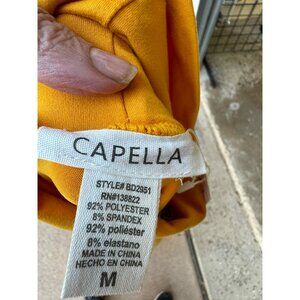 CAPELLA
STYLE# BD2951
RN#138822
92% POLYESTER
8% SPANDEX
92% poliéster
8% elastano
MADE IN CHINA
HECHO EN CHINA
M